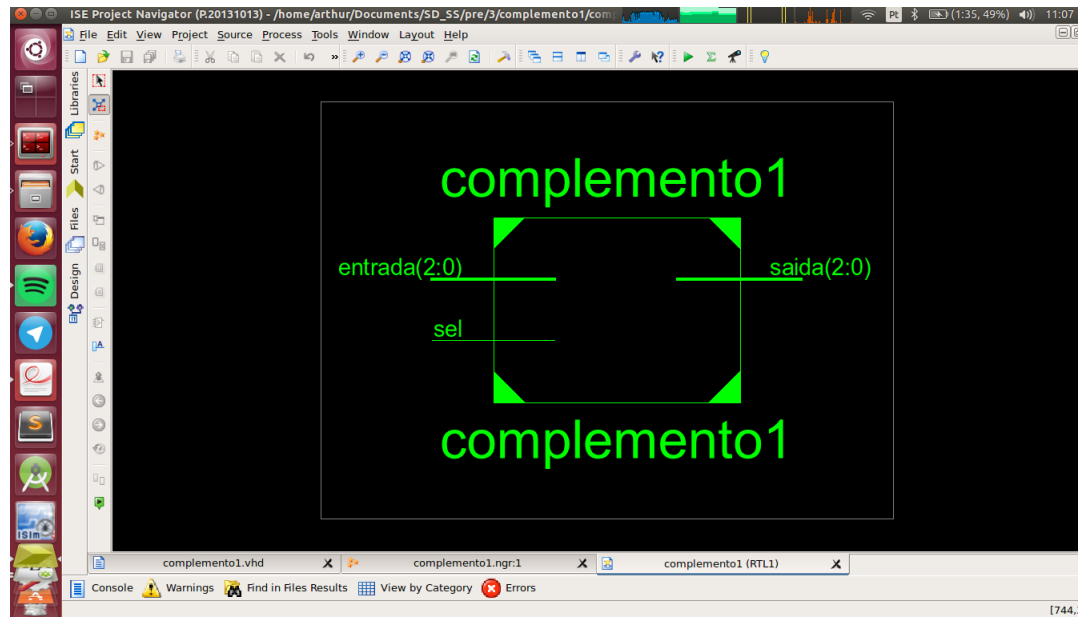 ISE Project Navigator (P.20131013) - /home/arthur/Documents/SD_SS/pre/3/complemento1/com
Pt (1:35, 49%) 11:07
File Edit View Project Source Process Tools Window Layout Help
Libraries
Start
Files
Design
complemento1
entrada(2:0)
saida(2:0)
sel
complemento1
ISim
complemento1.vhd
complemento1.ngr:1
complemento1 (RTL1)
Console Warnings Find in Files Results View by Category Errors
[744,